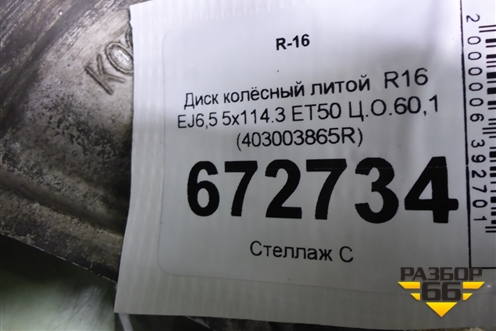 R-16
Диск колёсный литой R16
EJ6,5 5x114.3 ET50 Ц.О.60,1
(403003865R)
672734
Стеллаж С
2000006392701
РАЗБОР
66